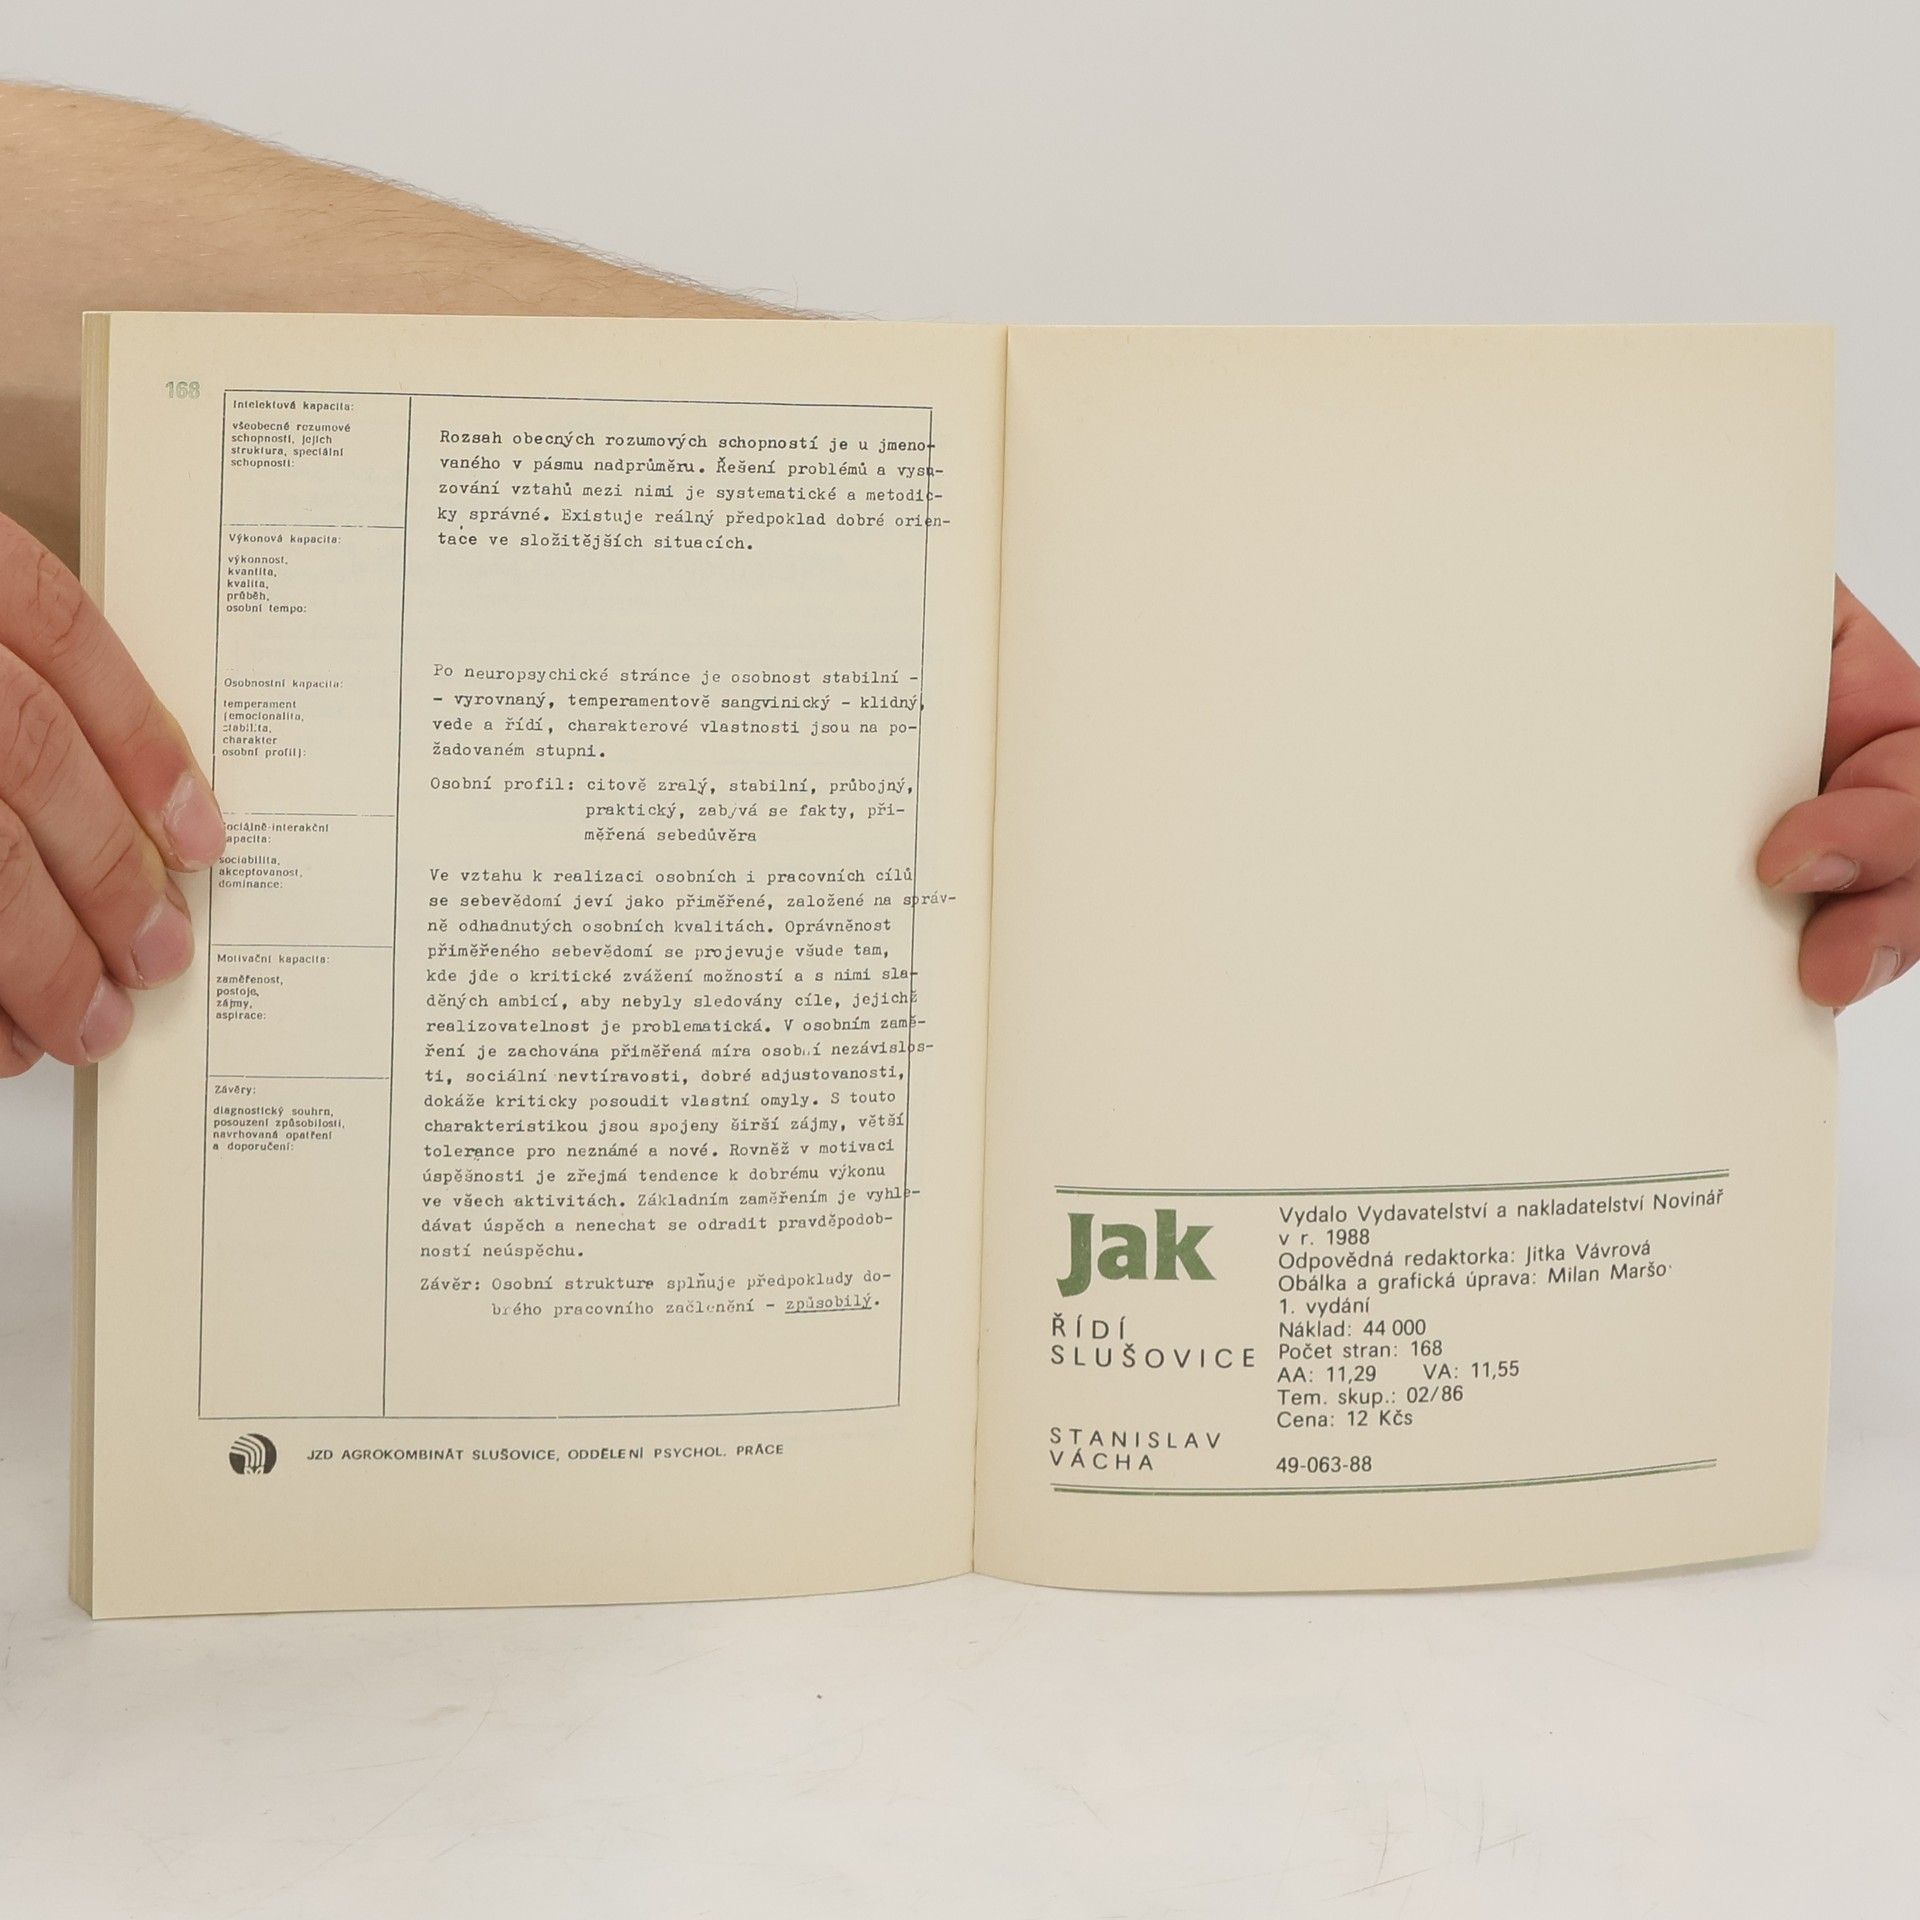 168
Intelektová kapacita:
všeobecné rozumové
schopnosti, jejich
struktura, speciální
schopnosti:
Výkonová kapacita:
výkonnost,
kvantita,
kvalita,
průběh,
osobní tempo:
Osobnostní kapacita:
temperament
(emocionalita,
stabilita,
charakter
osobní profil):
ociálně-interakční
apacita:
sociabilita,
akceptovanost,
dominance:
Motivační kapacita:
zaměřenost,
postoje,
zájmy,
aspirace:
Závěry:
diagnostický souhrn,
posouzení způsobilosti,
navrhovaná opatření
a doporučení:
Rozsah obecných rozumových schopností je u jmeno-
vaného v pásmu nadprůměru. Řešení problémů a vysu-
zování vztahů mezi nimi je systematické a metodic-
ky správné. Existuje reálný předpoklad dobré orien-
tace ve složitějších situacích.
Po neuropsychické stránce je osobnost stabilní -
- vyrovnaný, temperamentově sangvinický - klidný,
vede a řídí, charakterové vlastnosti jsou na po-
žadovaném stupni.
Osobní profil: citově zralý, stabilní, průbojný,
praktický, zabývá se fakty, při-
měřená sebedůvěra
Ve vztahu k realizaci osobních i pracovních cílů
se sebevědomí jeví jako přiměřené, založené na správ-
ně odhadnutých osobních kvalitách. Oprávněnost
přiměřeného sebevědomí se projevuje všude tam,
kde jde o kritické zvážení možností a s nimi sla-
děných ambicí, aby nebyly sledovány cíle, jejichž
realizovatelnost je problematická. V osobním zamě-
ření je zachována přiměřená míra osobní nezávislos-
ti, sociální nevtíravosti, dobré adjustovanosti,
dokáže kriticky posoudit vlastní omyly. S touto
charakteristikou jsou spojeny širší zájmy, větší
tolerance pro neznámé a nové. Rovněž v motivaci
úspěšnosti je zřejmá tendence k dobrému výkonu
ve všech aktivitách. Základním zaměřením je vyhle-
dávat úspěch a nenechat se odradit pravděpodob-
ností neúspěchu.
Závěr: Osobní struktura splňuje předpoklady do-
brého pracovního začlenění - způsobilý.
JZD AGROKOMBINÁT SLUŠOVICE, ODDĚLENÍ PSYCHOL. PRÁCE
Jak
ŘÍDÍ
SLUŠOVICE
STANISLAV
VÁCHA
Vydalo Vydavatelství a nakladatelství Novinář
v r. 1988
Odpovědná redaktorka: Jitka Vávrová
Obálka a grafická úprava: Milan Maršo
1. vydání
Náklad: 44 000
Počet stran: 168
AA: 11,29 VA: 11,55
Tem. skup.: 02/86
Cena: 12 Kčs
49-063-88